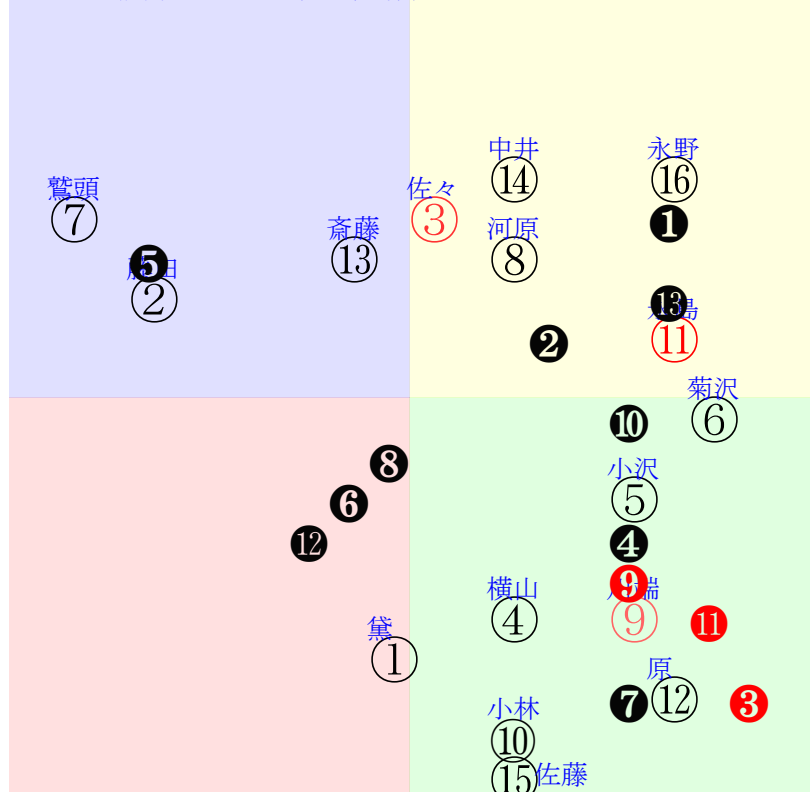 中井 永野
⑭ ⑯
鷲頭 佐々
⑦ ③ ❶
斎藤 河原
⑬ ⑧
❺
② ⓭
❷ ⑪
菊沢
❿ ⑥
❽ 小沢
❻ ⑤
⓬ ❹
横山 ❾
④ ⑨ ⓫
黛
① 原
❼ ⑫ ❸
小林
⑩
⑮ 佐藤